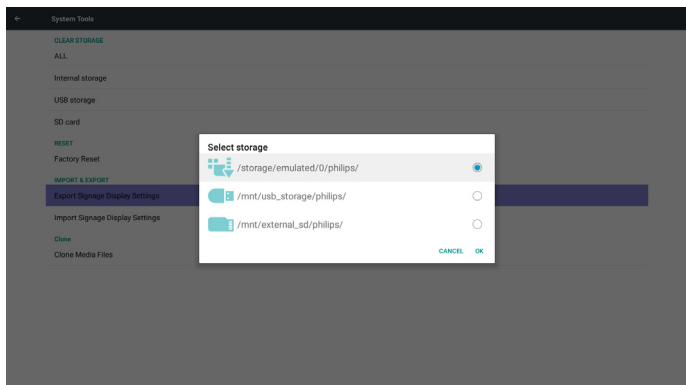 System Tools
CLEAR STORAGE
ALL
Internal storage
USB storage
SD card
RESET
Factory Reset
IMPORT & EXPORT
Export Signage Display Settings
Import Signage Display Settings
Clone
Clone Media Files
Select storage
/storage/emulated/0/philips/
/mnt/usb_storage/philips/
/mnt/external_sd/philips/
CANCEL OK